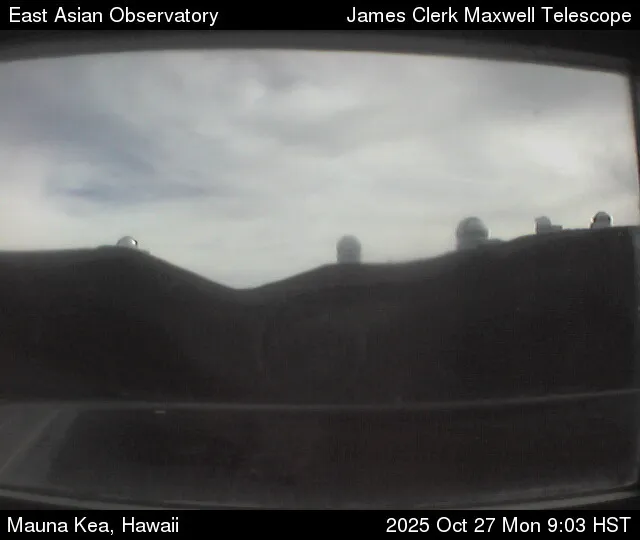 East Asian Observatory
James Clerk Maxwell Telescope
Mauna Kea, Hawaii
2025 Oct 27 Mon 9:03 HST